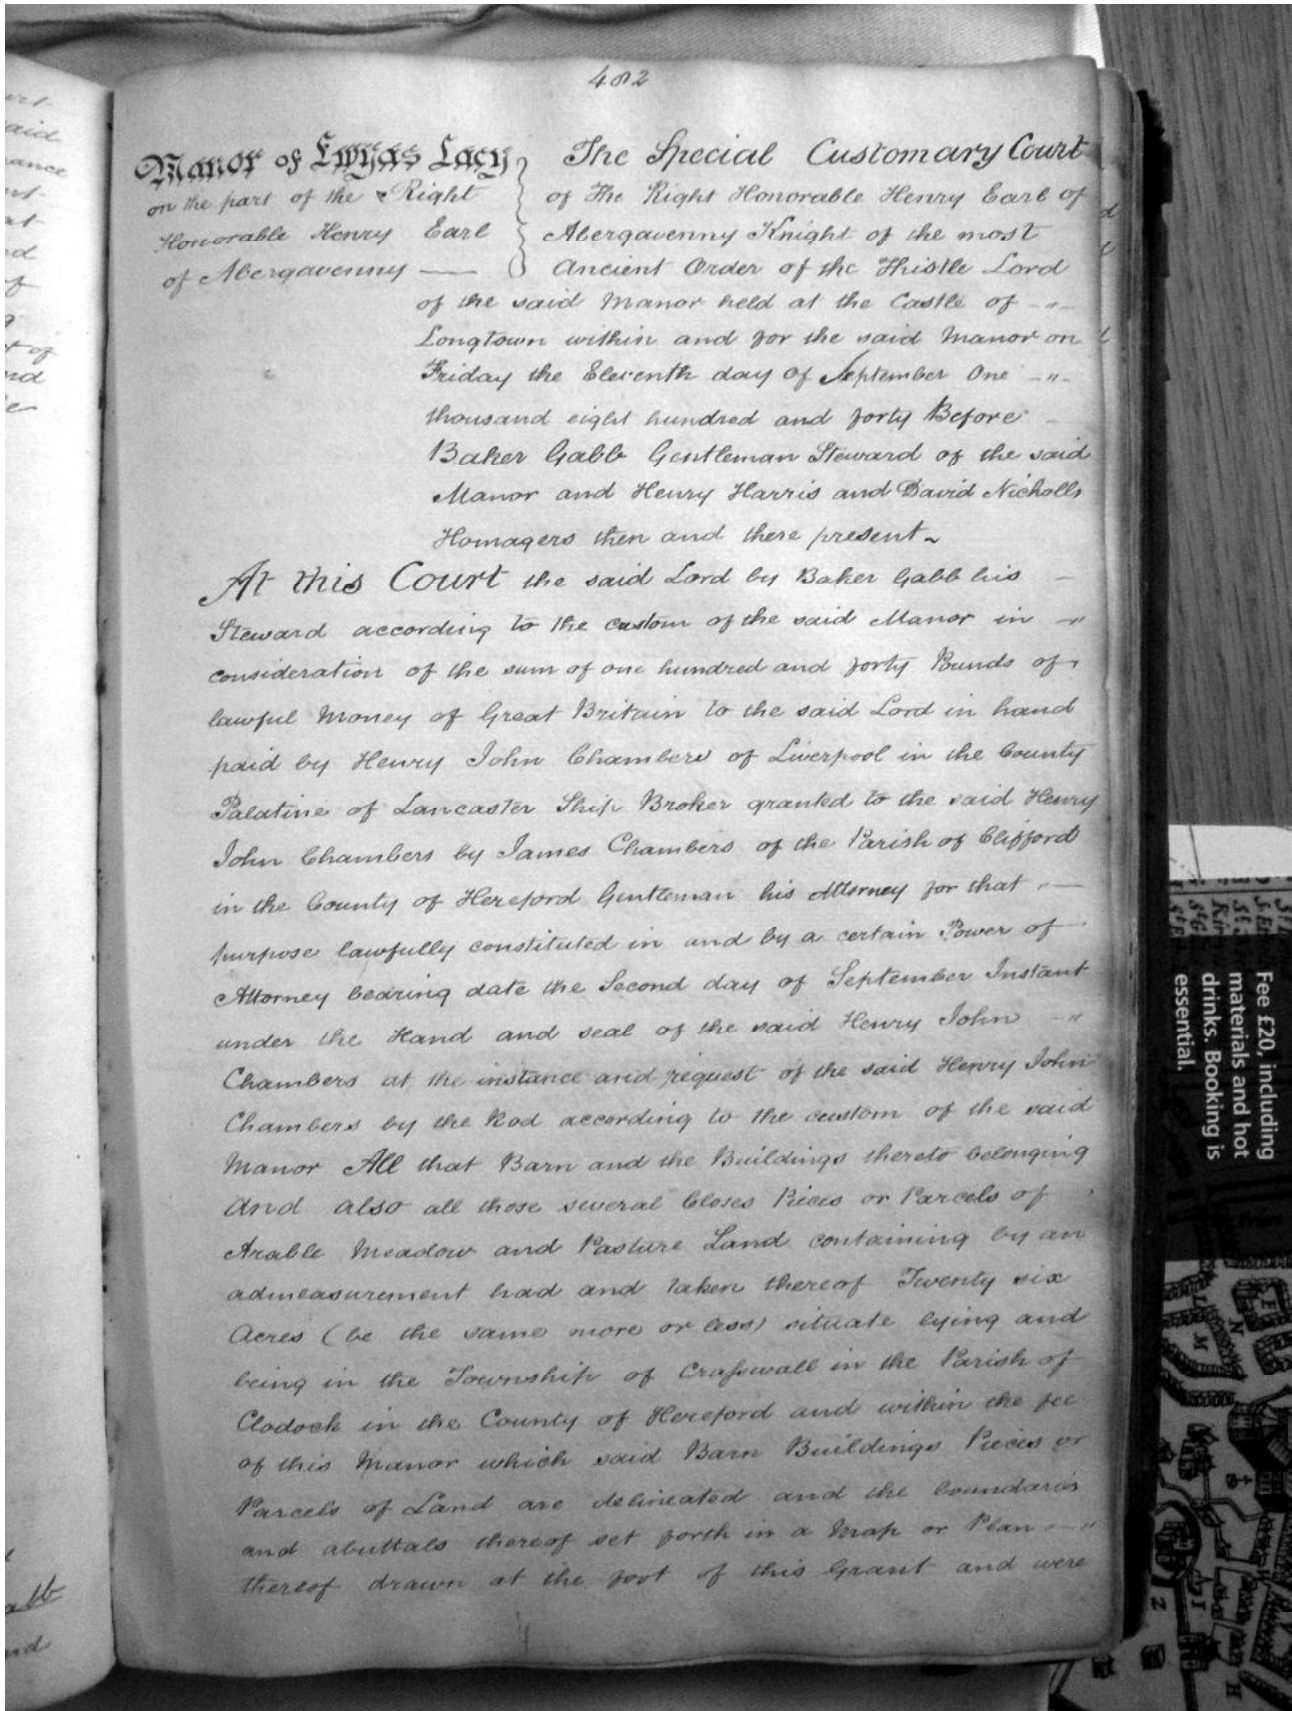 482
Manor of Ewyas Lacy
on the part of the Right
Honorable Henry Earl
of Abergavenny
The Special Customary Court
of The Right Honorable Henry Earl of
Abergavenny Knight of the most
Ancient Order of the Thistle Lord
of the said Manor held at the Castle of
Longtown within and for the said Manor on
Friday the Eleventh day of September One
thousand eight hundred and forty Before
Baker Gabb Gentleman Steward of the said
Manor and Henry Harris and David Nicholls
Homagers then and there present
At this Court the said Lord by Baker Gabb his
Steward according to the custom of the said Manor in
consideration of the sum of one hundred and forty Pounds of
lawful Money of Great Britain to the said Lord in hand
paid by Henry John Chambers of Liverpool in the County
Palatine of Lancaster Ship Broker granted to the said Henry
John Chambers by James Chambers of the Parish of Clifford
in the County of Hereford Gentleman his Attorney for that
purpose lawfully constituted in and by a certain Power of
Attorney bearing date the Second day of September Instant
under the Hand and seal of the said Henry John
Chambers at the instance and request of the said Henry John
Chambers by the Rod according to the custom of the said
Manor All that Barn and the Buildings thereto belonging
And also all those several Closes Pieces or Parcels of
Arable Meadow and Pasture Land containing by an
admeasurement had and taken thereof Twenty six
Acres (be the same more or less) situate lying and
being in the Township of Crasswall in the Parish of
Clodock in the County of Hereford and within the fee
of this Manor which said Barn Buildings Pieces or
Parcels of Land are delineated and the boundaries
and abuttals thereof set forth in a Map or Plan
thereof drawn at the foot of this Grant and were
Fee £20, including
materials and hot
drinks. Booking is
essential.